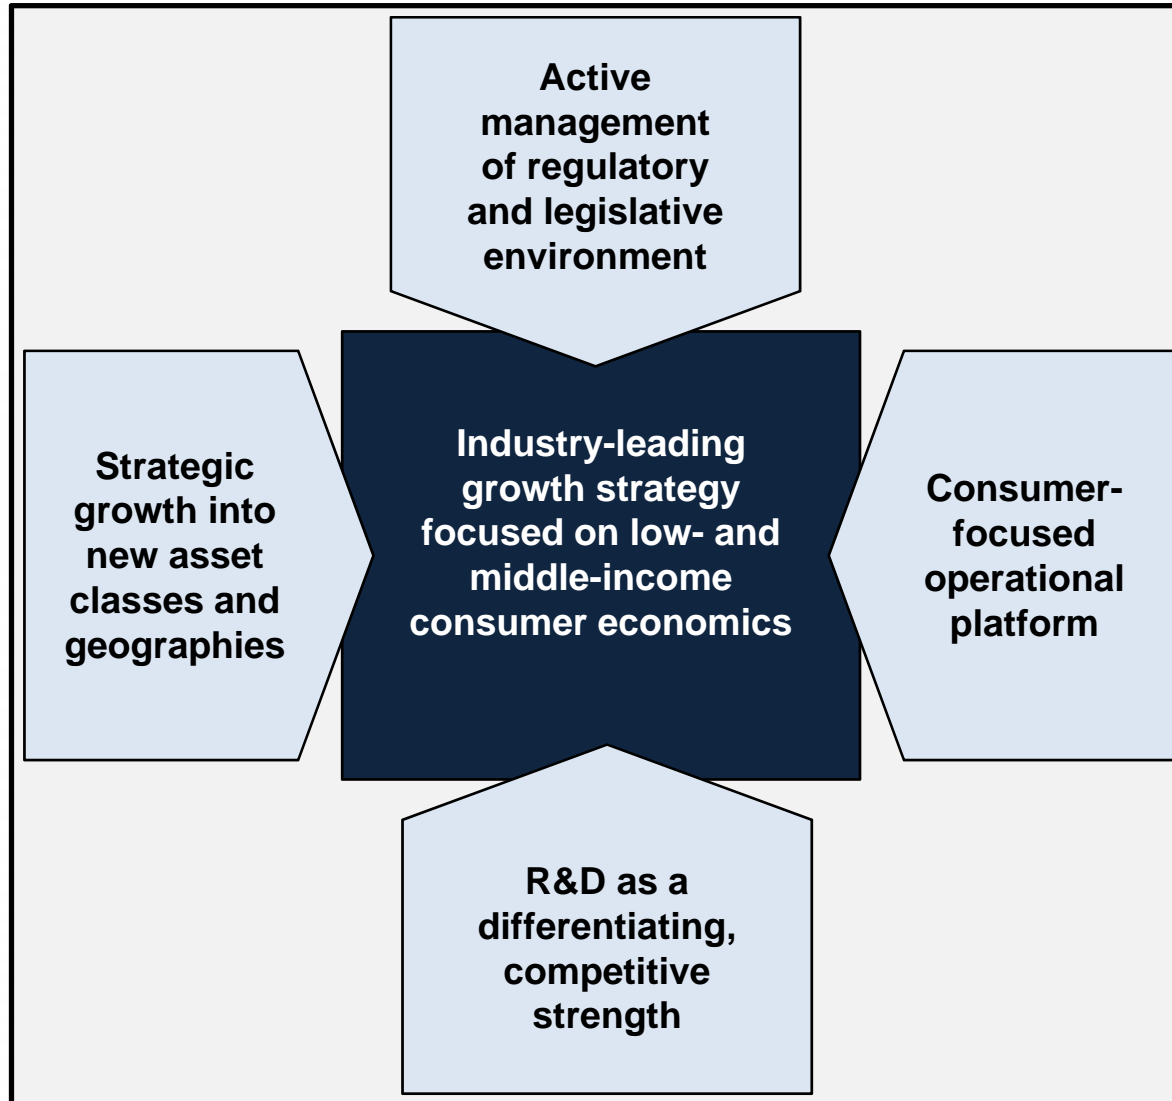 Active
management
of regulatory
and legislative
environment
Strategic
growth into
new asset
classes and
geographies
Industry-leading
growth strategy
focused on low- and
middle-income
consumer economics
Consumer-
focused
operational
platform
R&D as a
differentiating,
competitive
strength